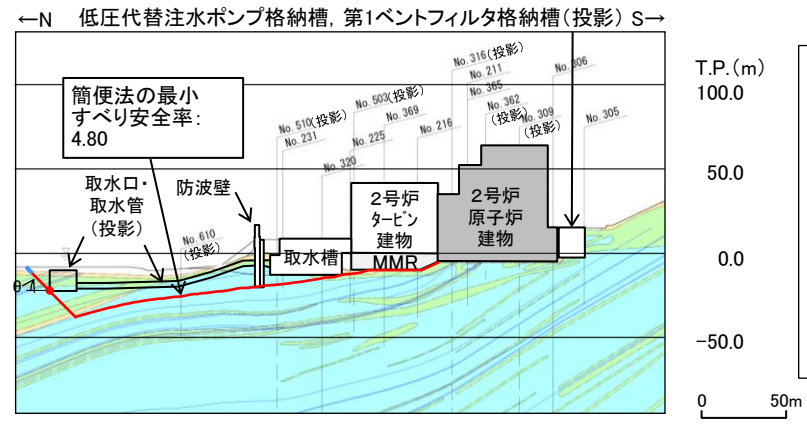 ←N 低圧代替注水ポンプ格納槽，第1ベントフィルタ格納槽(投影) S→
T.P.(m)
100.0
50.0
0.0
−50.0
0 50m
簡便法の最小
すべり安全率：
4.80
No. 316(投影)
No. 211
No. 365
No. 362
(投影)
No. 309
(投影)
No. 306
No. 305
No. 503(投影)
No. 369
No. 216
No. 510(投影)
No. 231
No. 225
No. 320
No. 610
(投影)
取水口・
取水管
(投影)
防波壁
取水槽
2号炉
タービン
建物
MMR
2号炉
原子炉
建物